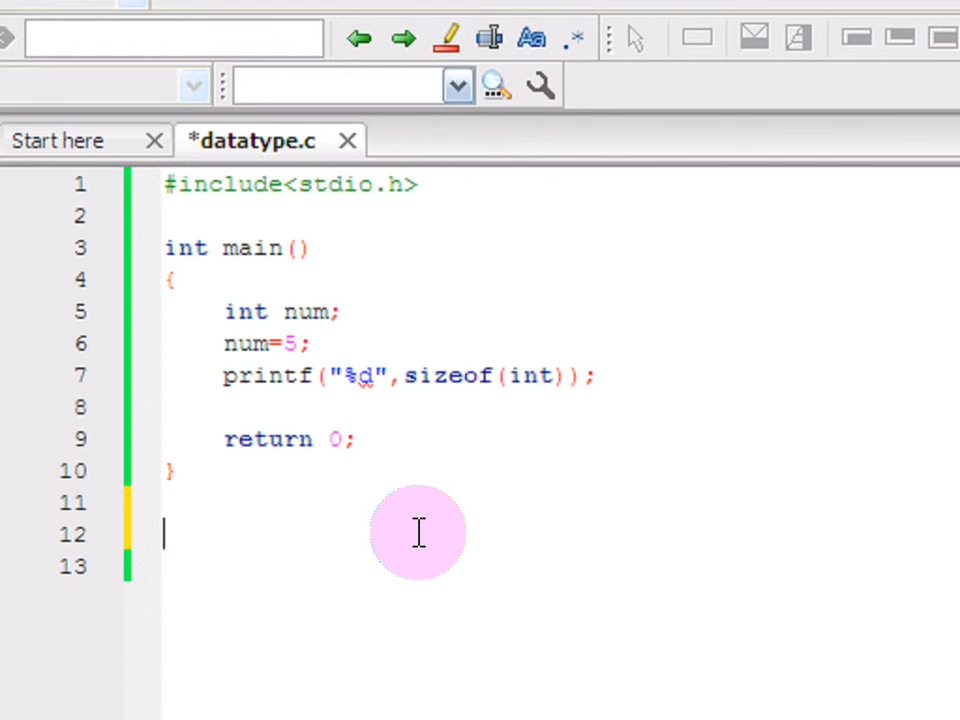 Start here
*datatype.c
1 #include<stdio.h>
2
3 int main()
4 {
5 int num;
6 num=5;
7 printf("%d",sizeof(int));
8
9 return 0;
10 }
11
12
13